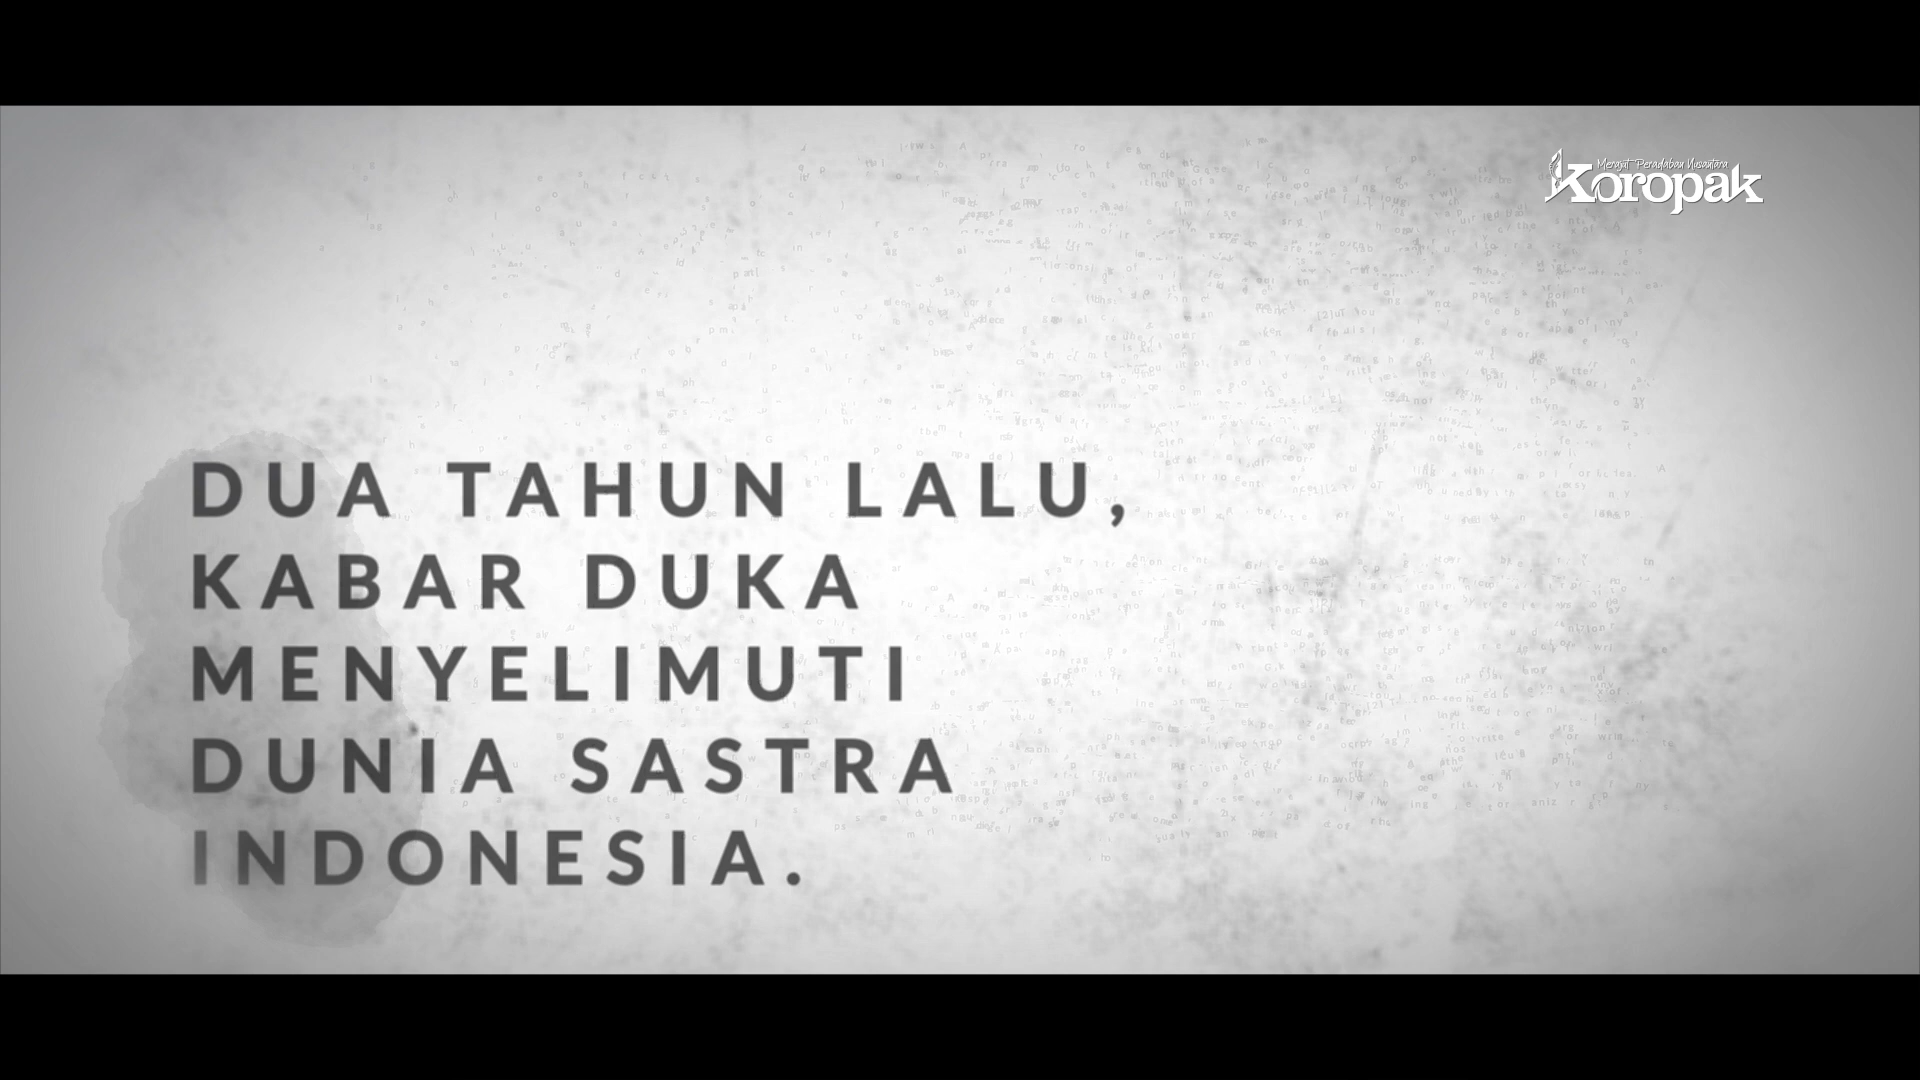 Merajut Peradaban Nusantara
Koropak
DUA TAHUN LALU,
KABAR DUKA
MENYELIMUTI
DUNIA SASTRA
INDONESIA.